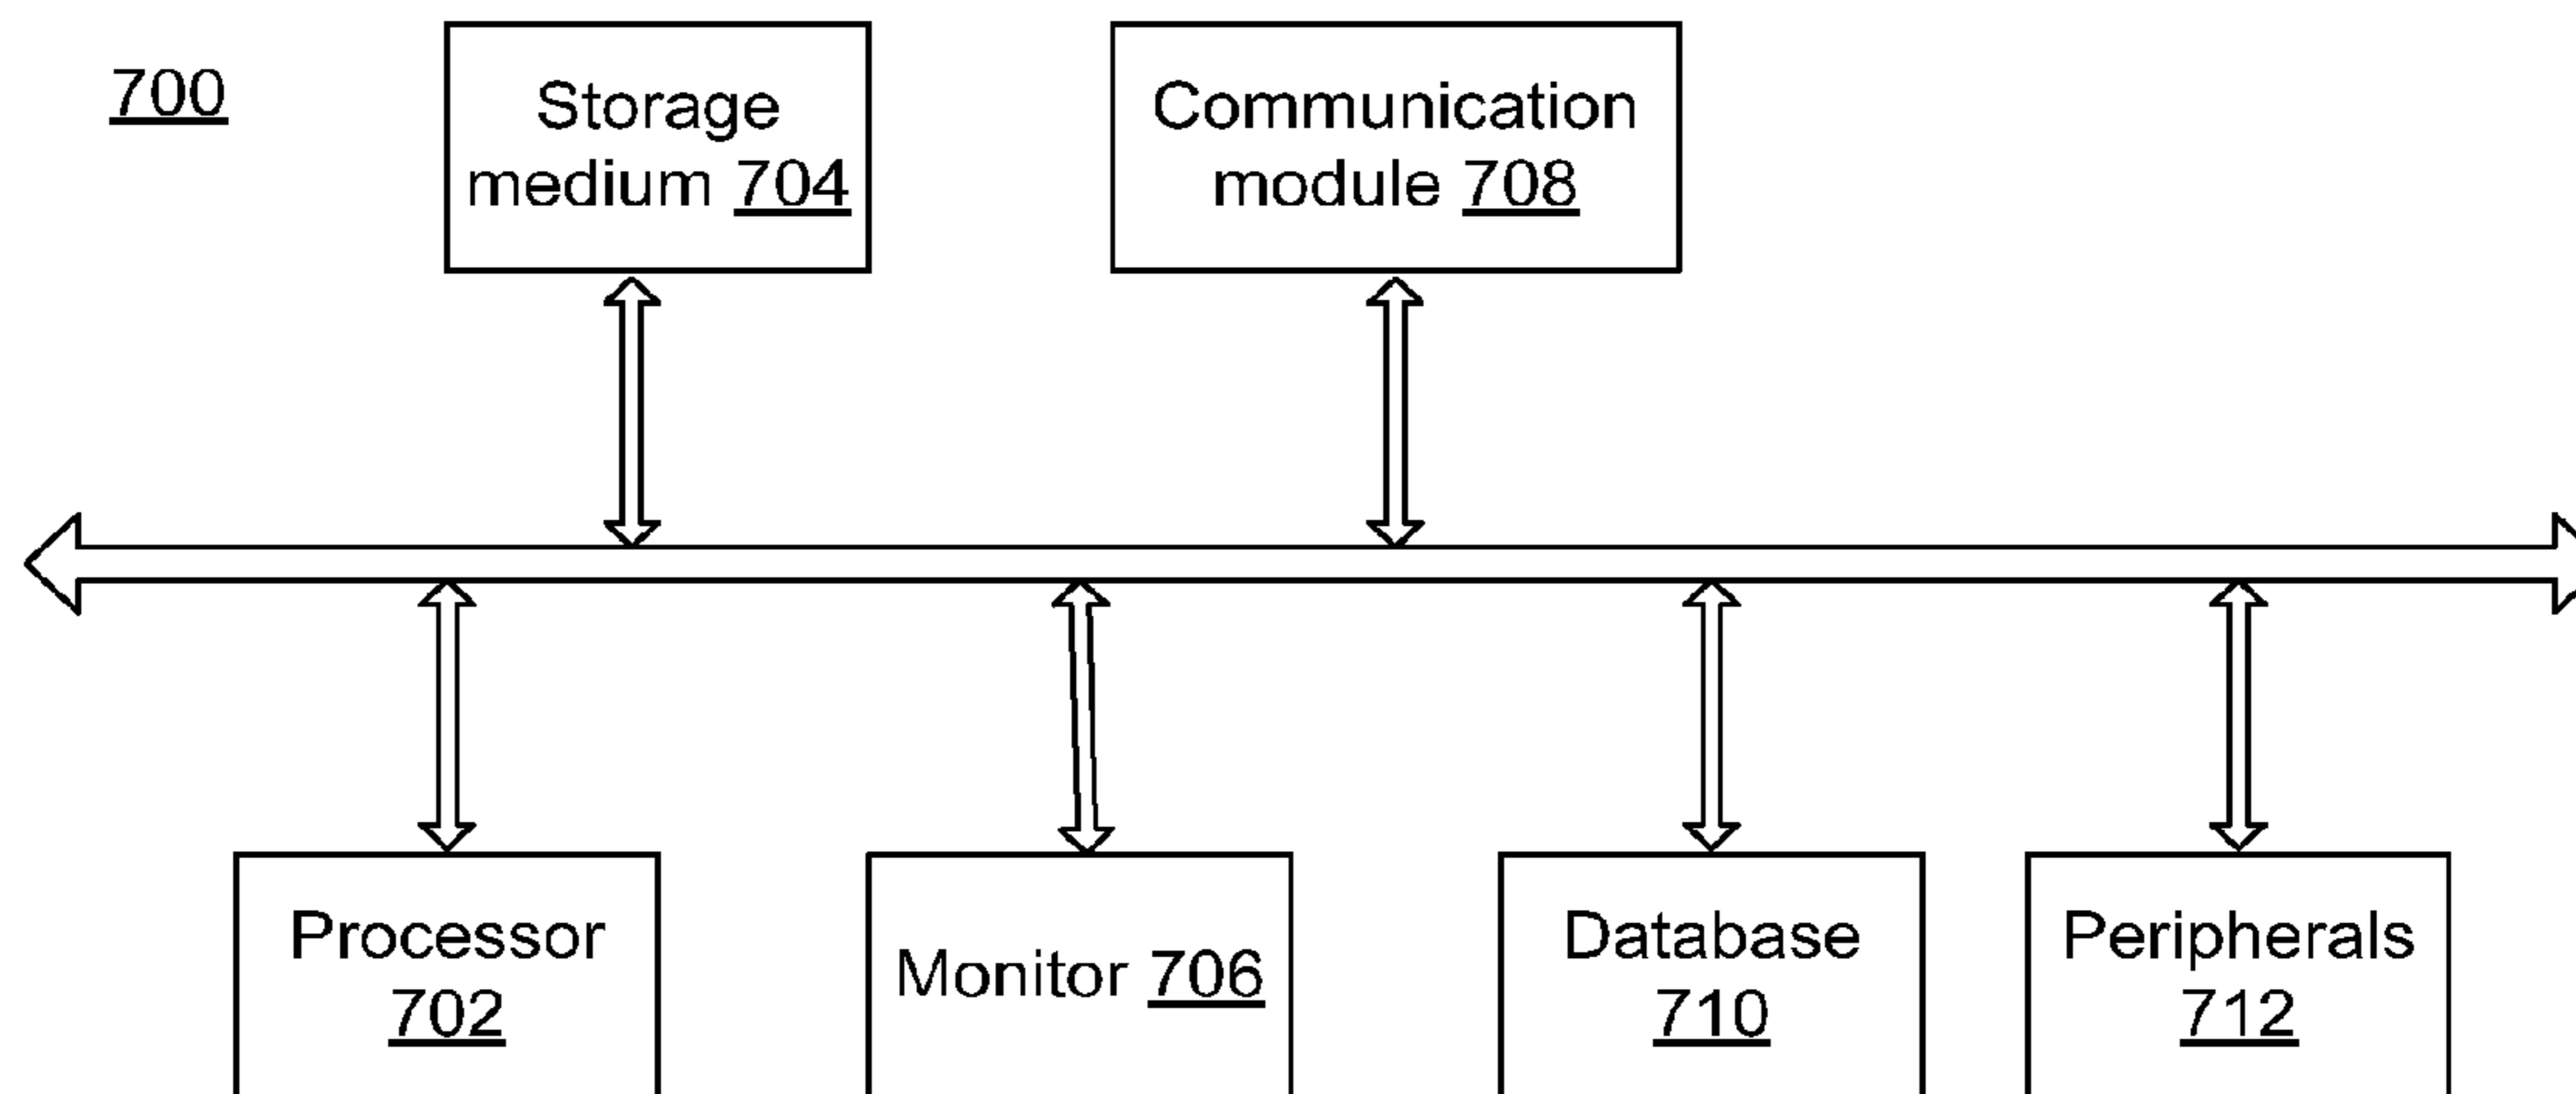 700
Storage
medium 704
Communication
module 708
Processor
702
Monitor 706
Database
710
Peripherals
712